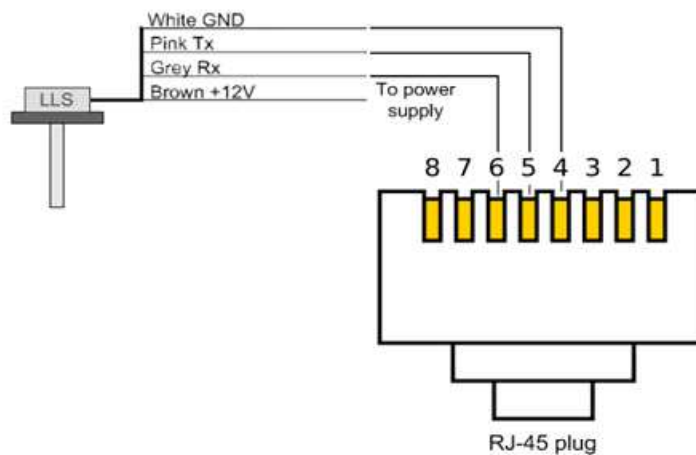 White GND
Pink Tx
Grey Rx
Brown +12V
LLS
To power
supply
8 7 6 5 4 3 2 1
RJ-45 plug